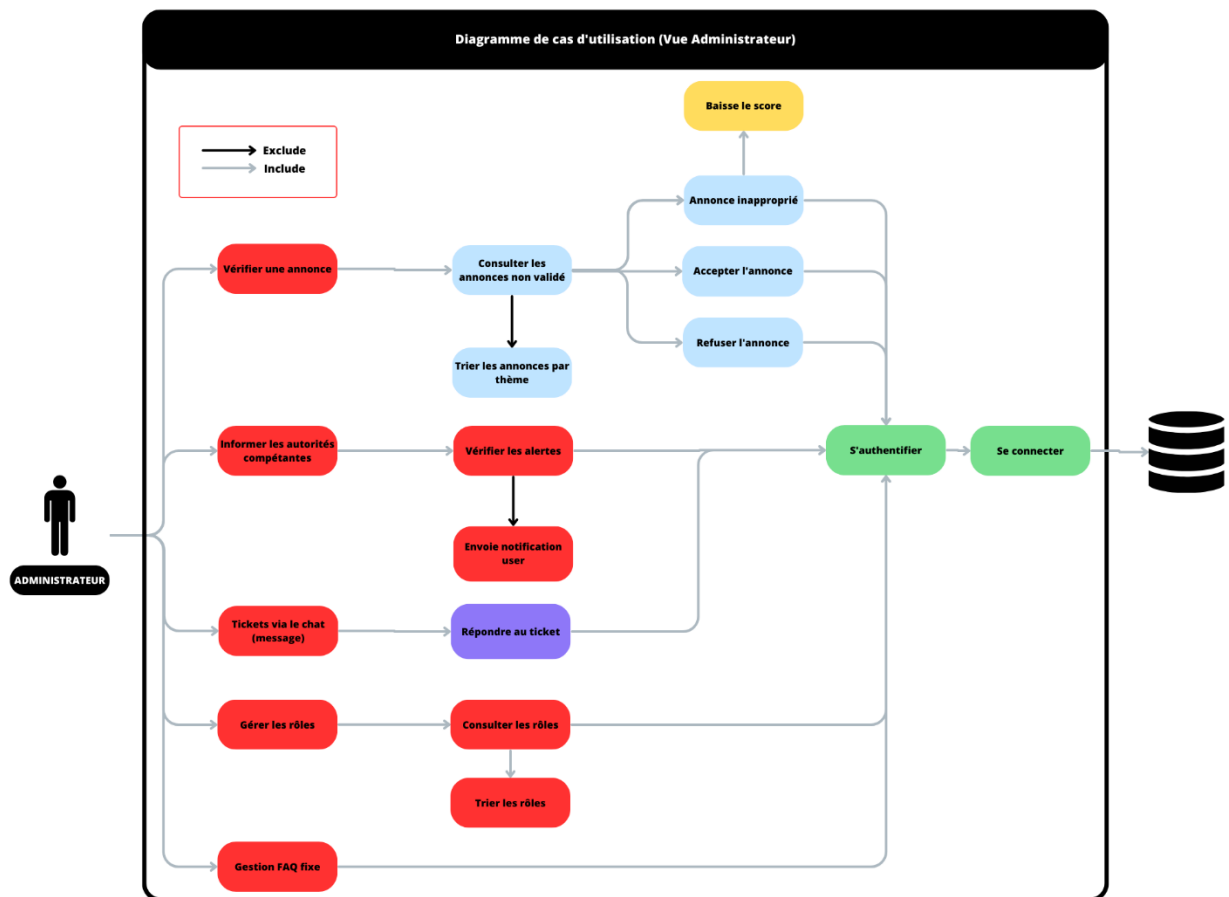 Diagramme de cas d'utilisation (Vue Administrateur)
Baisse le score
Exclude
Include
Annonce inapproprié
Vérifier une annonce
Consulter les
annonces non validé
Accepter l'annonce
Refuser l'annonce
Trier les annonces par
thème
Informer les autorités
compétantes
Vérifier les alertes
S'authentifier
Se connecter
Envoie notification
user
ADMINISTRATEUR
Tickets via le chat
(message)
Répondre au ticket
Gérer les rôles
Consulter les rôles
Trier les rôles
Gestion FAQ fixe